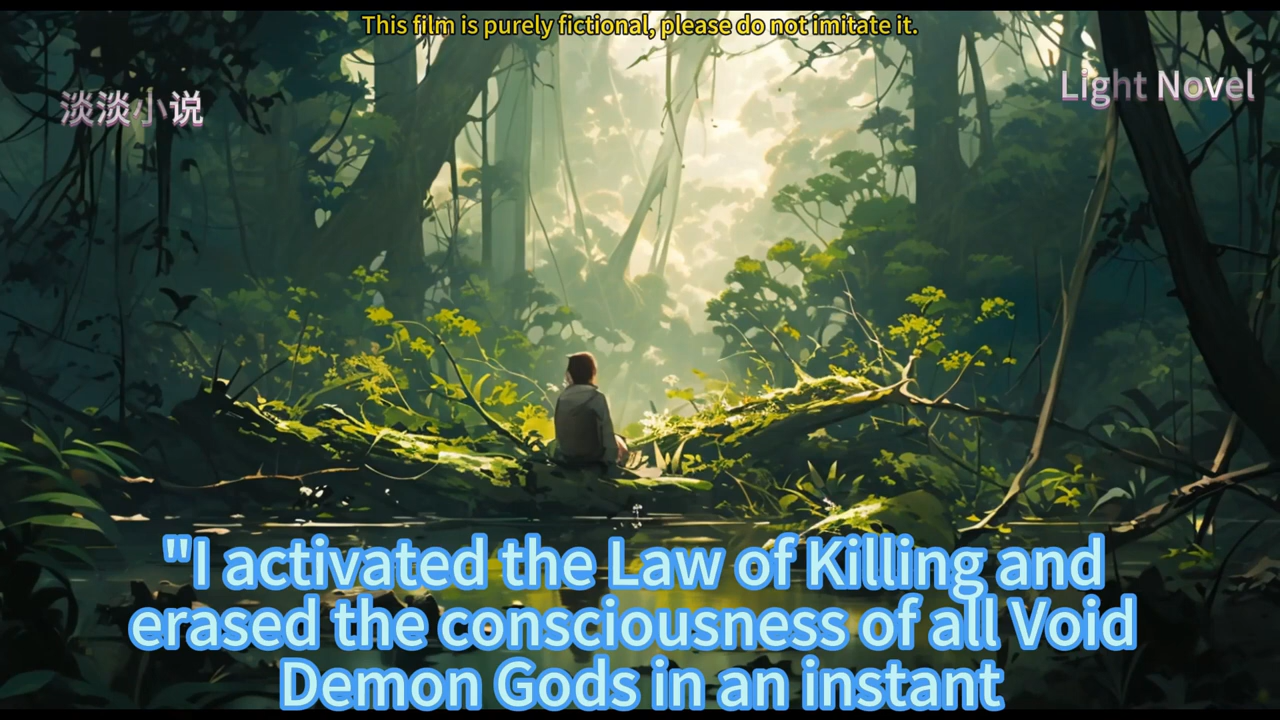 This film is purely fictional, please do not imitate it.
淡淡小说
Light Novel
"I activated the Law of Killing and
erased the consciousness of all Void
Demon Gods in an instant